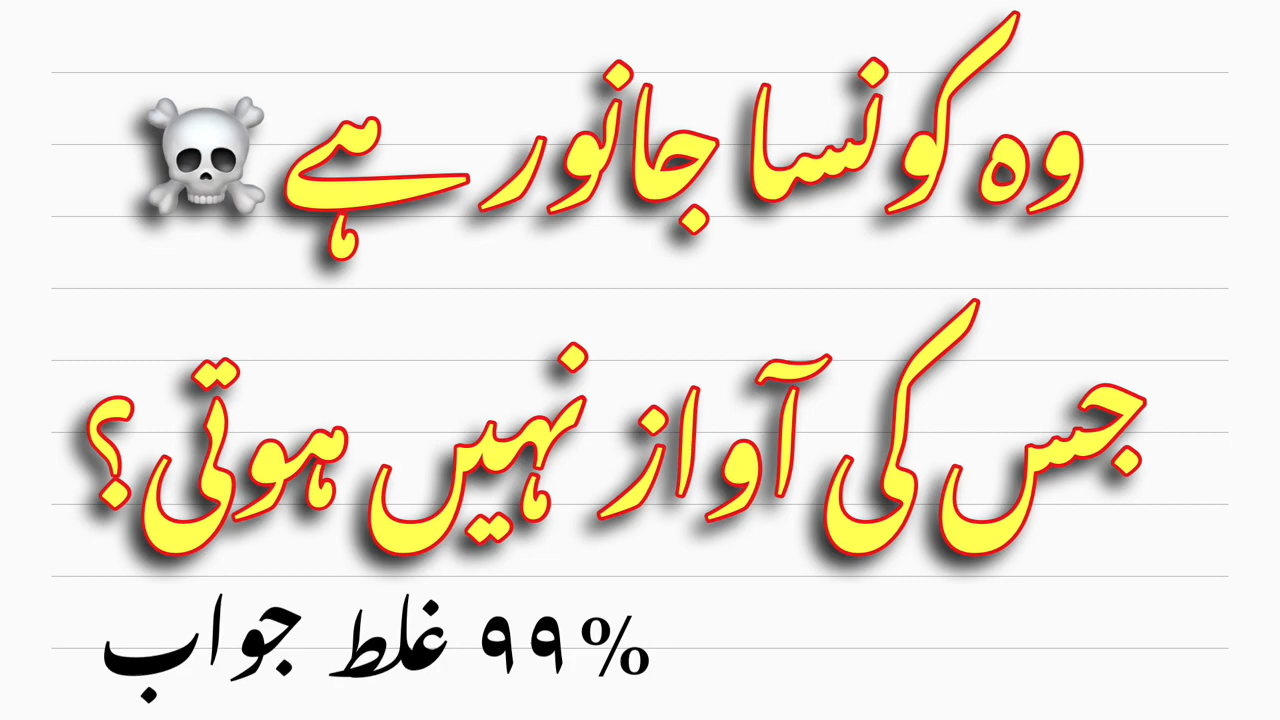 وہ کونسا جانور ہے ☠️
جس کی آواز نہیں ہوتی؟
%۹۹ غلط جواب